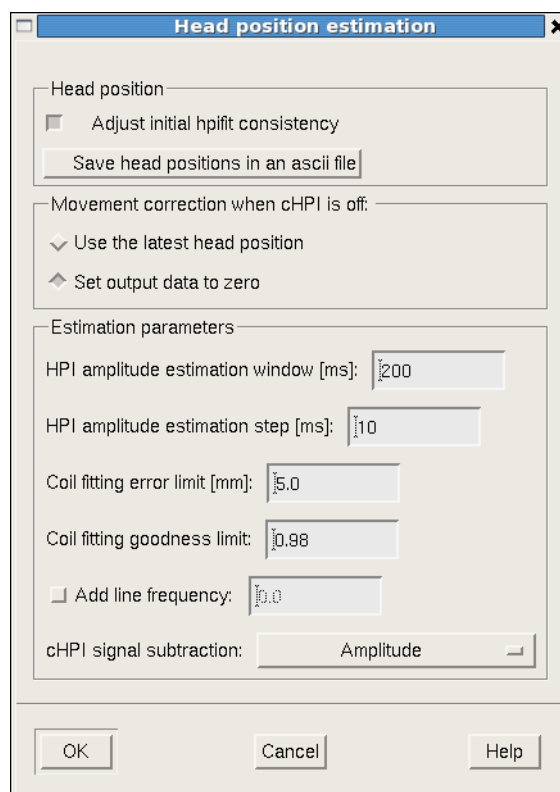 Head position estimation
Head position
Adjust initial hpifit consistency
Save head positions in an ascii file
Movement correction when cHPI is off:
Use the latest head position
Set output data to zero
Estimation parameters
HPI amplitude estimation window [ms]: 200
HPI amplitude estimation step [ms]: 10
Coil fitting error limit [mm]: 5.0
Coil fitting goodness limit: 0.98
Add line frequency: 0.0
cHPI signal subtraction: Amplitude
OK Cancel Help